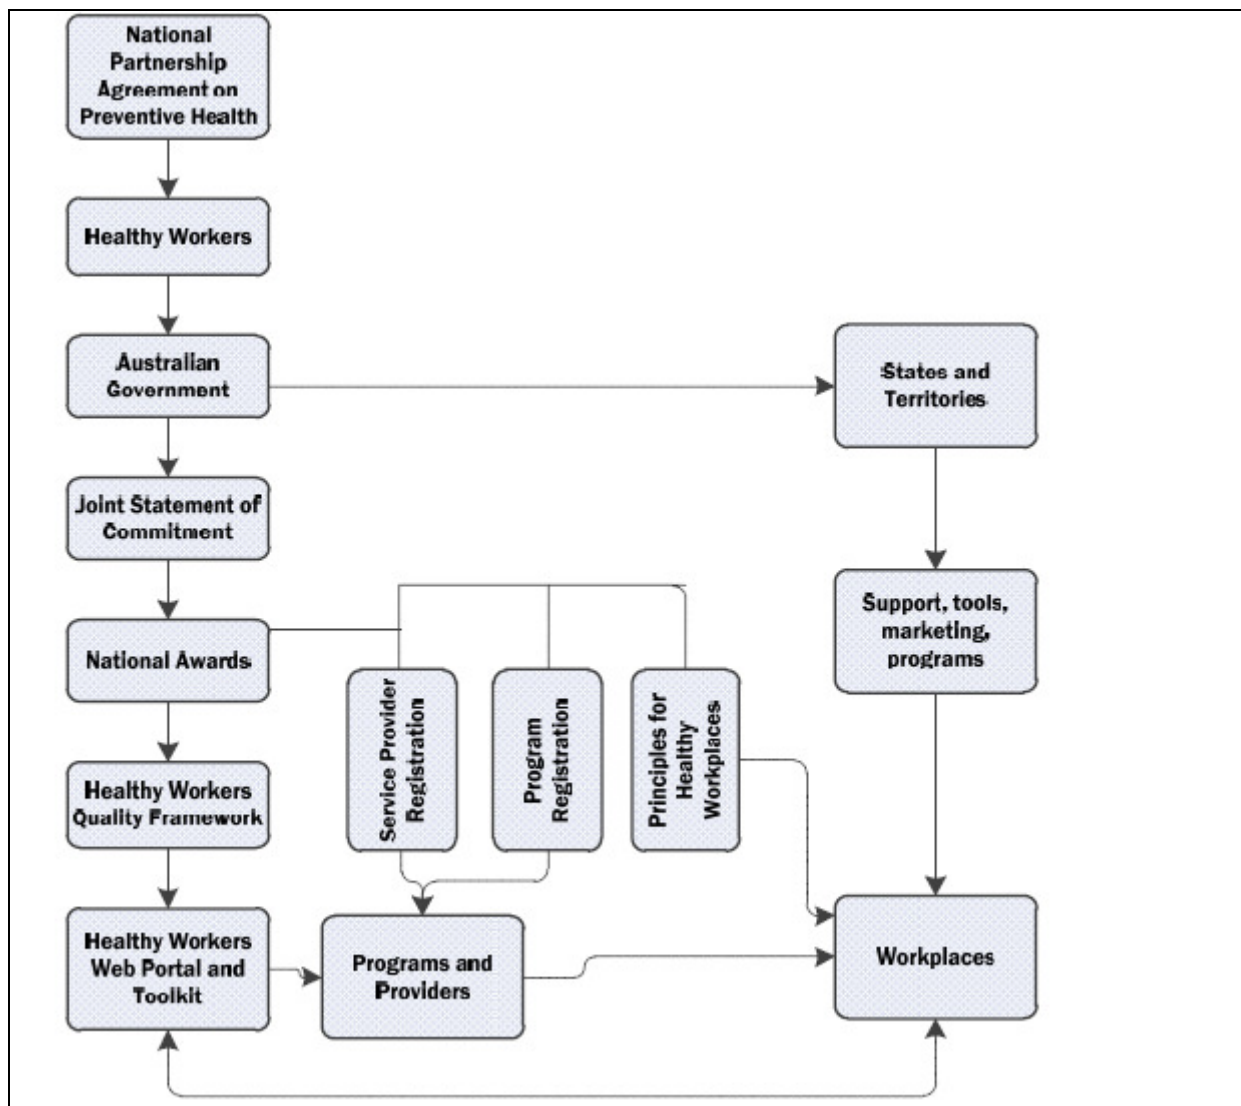 National
Partnership
Agreement on
Preventive Health
Healthy Workers
Australian
Government
States and
Territories
Joint Statement of
Commitment
National Awards
Support, tools,
marketing,
programs
Service Provider
Registration
Program
Registration
Principles for
Healthy
Workplaces
Healthy Workers
Quality Framework
Healthy Workers
Web Portal and
Toolkit
Programs and
Providers
Workplaces